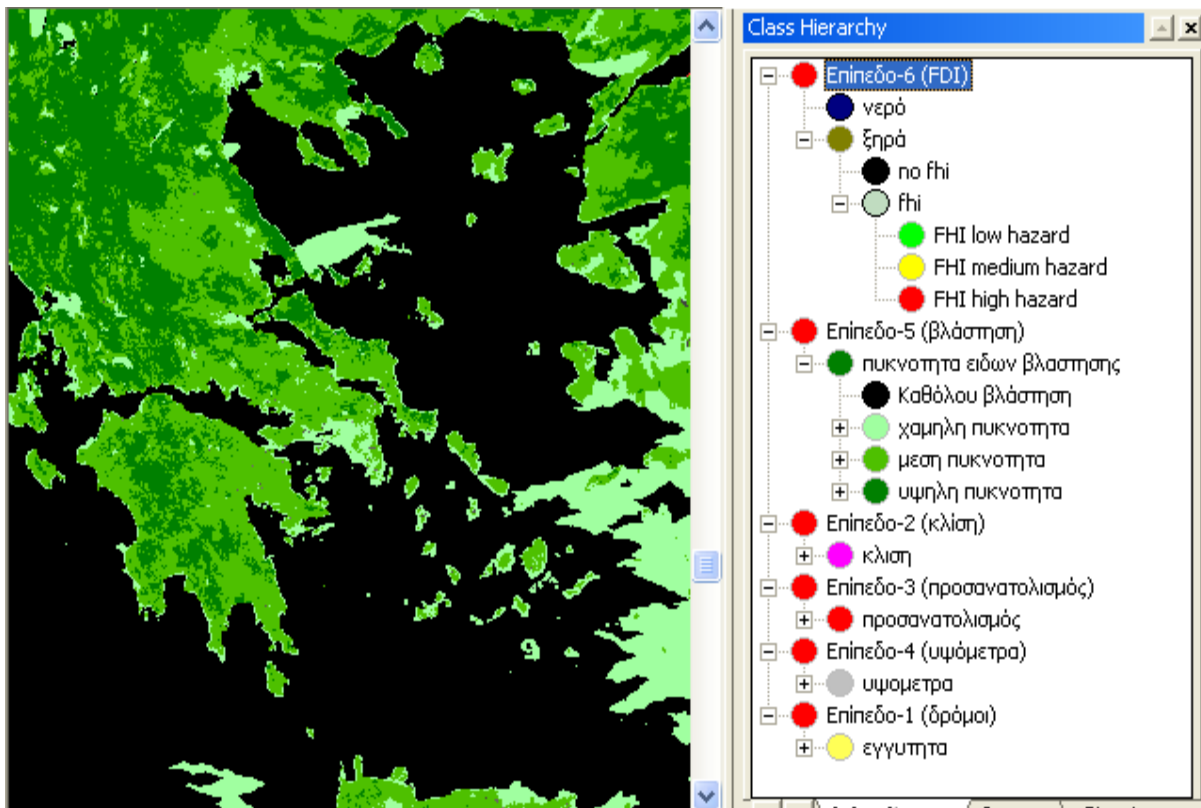 Class Hierarchy
Επίπεδο-6 (FDI)
νερό
ξηρά
no fhi
fhi
FHI low hazard
FHI medium hazard
FHI high hazard
Επίπεδο-5 (βλάστηση)
πυκνοτητα ειδων βλαστησης
Καθόλου βλάστηση
χαμηλη πυκνοτητα
μεση πυκνοτητα
υψηλη πυκνοτητα
Επίπεδο-2 (κλίση)
κλιση
Επίπεδο-3 (προσανατολισμός)
προσανατολισμός
Επίπεδο-4 (υψόμετρα)
υψομετρα
Επίπεδο-1 (δρόμοι)
εγγυτητα